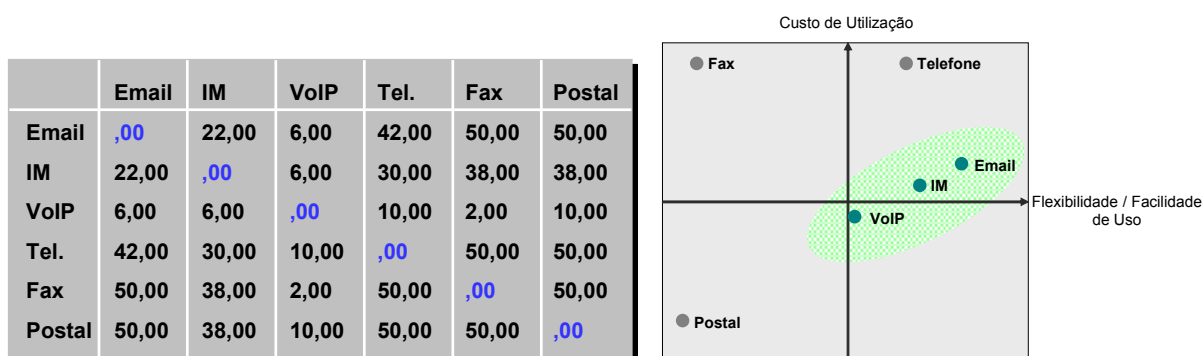 Email IM VoIP Tel. Fax Postal
Email ,00 22,00 6,00 42,00 50,00 50,00
IM 22,00 ,00 6,00 30,00 38,00 38,00
VoIP 6,00 6,00 ,00 10,00 2,00 10,00
Tel. 42,00 30,00 10,00 ,00 50,00 50,00
Fax 50,00 38,00 2,00 50,00 ,00 50,00
Postal 50,00 38,00 10,00 50,00 50,00 ,00
Custo de Utilização
Fax
Telefone
Email
IM
VoIP
Flexibilidade / Facilidade
de Uso
Postal